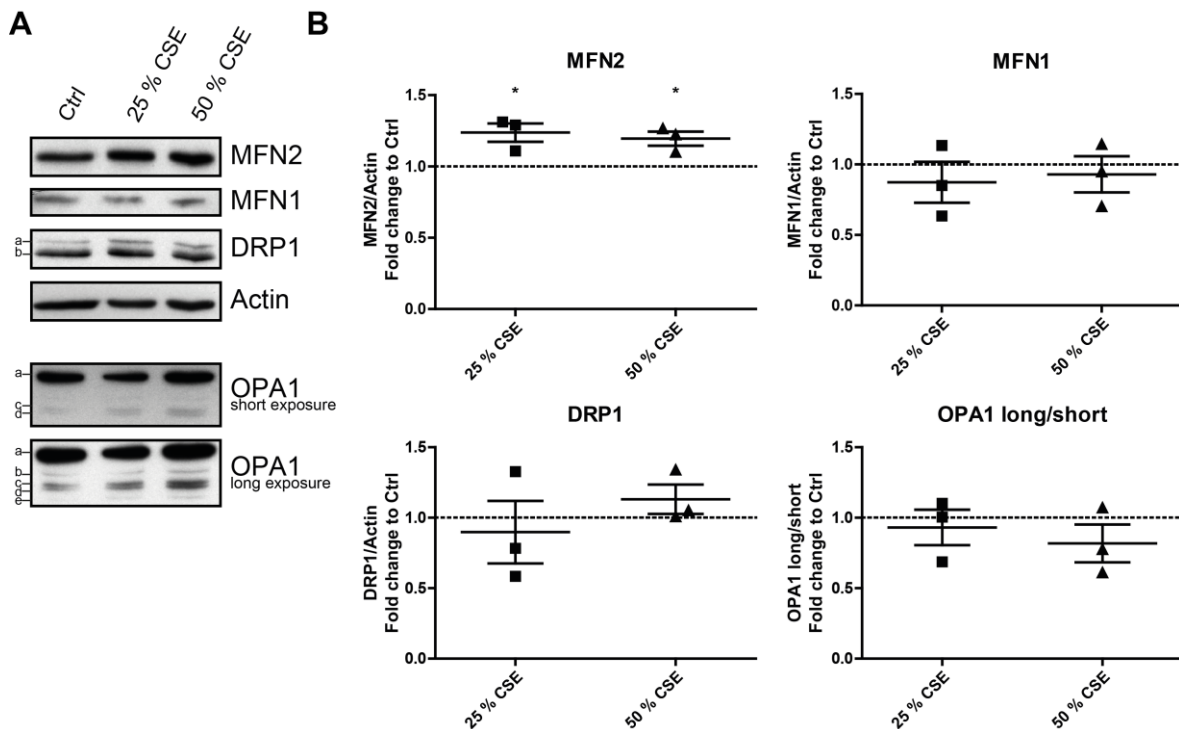 A
Ctrl
25 % CSE
50 % CSE
MFN2
MFN1
a
b
DRP1
Actin
a
c
d
OPA1
short exposure
a
b
c
d
e
OPA1
long exposure
B
MFN2
MFN2/Actin
Fold change to Ctrl
1.5
1.0
0.5
0.0
*
*
25 % CSE
50 % CSE
MFN1
MFN1/Actin
Fold change to Ctrl
1.5
1.0
0.5
0.0
25 % CSE
50 % CSE
DRP1
DRP1/Actin
Fold change to Ctrl
1.5
1.0
0.5
0.0
25 % CSE
50 % CSE
OPA1 long/short
OPA1 long/short
Fold change to Ctrl
1.5
1.0
0.5
0.0
25 % CSE
50 % CSE